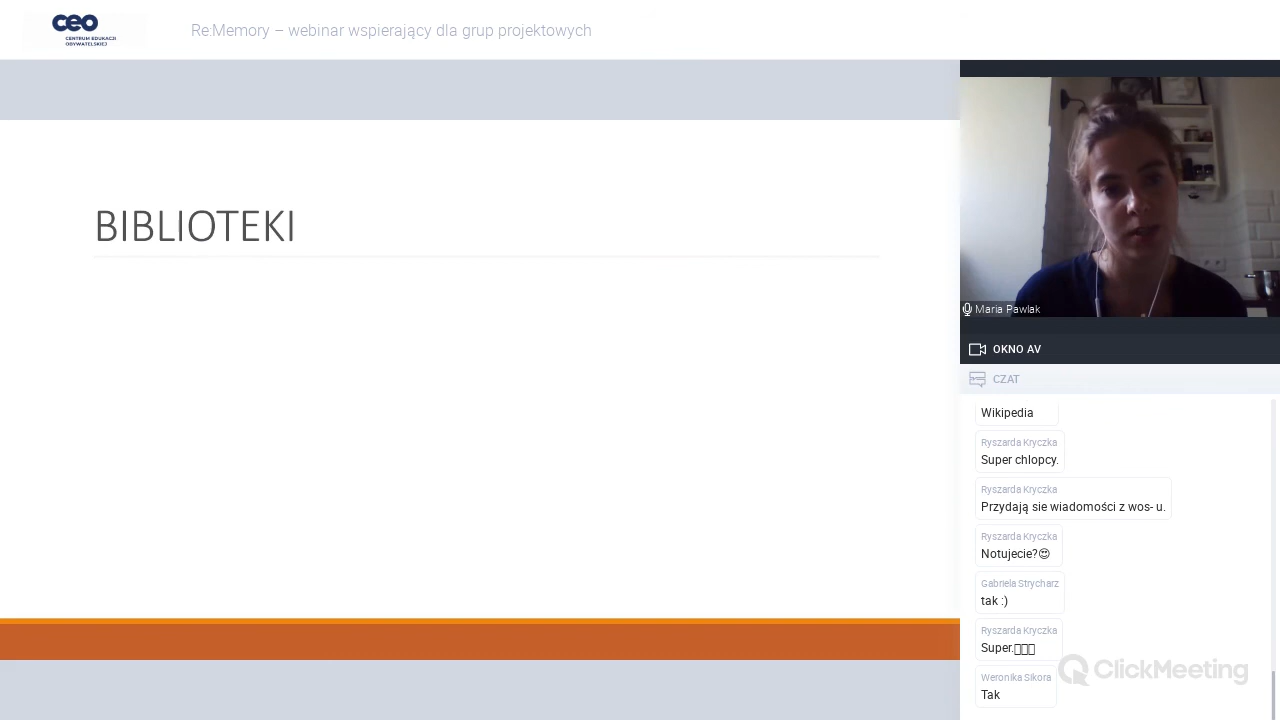 ceo
CENTRUM EDUKACJI
OBYWATELSKIEJ
Re:Memory – webinar wspierający dla grup projektowych
BIBLIOTEKI
Maria Pawlak
OKNO AV
CZAT
Wikipedia
Ryszarda Kryczka
Super chlopcy.
Ryszarda Kryczka
Przydają sie wiadomości z wos- u.
Ryszarda Kryczka
Notujecie?😍
Gabriela Strycharz
tak :)
Ryszarda Kryczka
Super.
Weronika Sikora
Tak
ClickMeeting